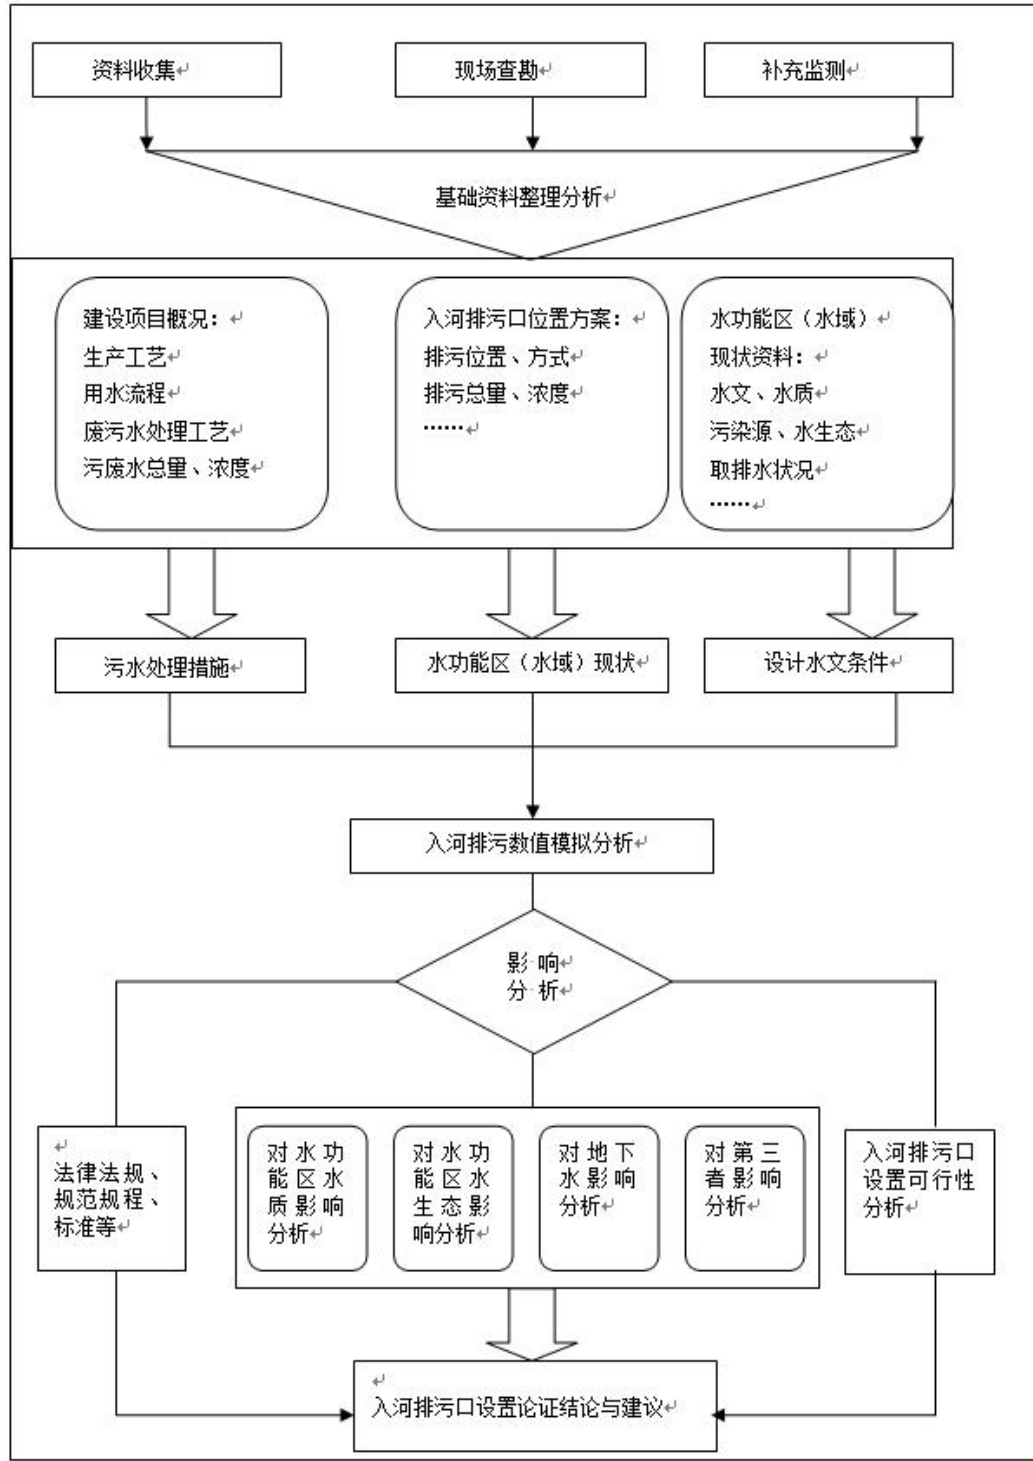 资料收集
现场查勘
补充监测
基础资料整理分析
建设项目概况：
生产工艺
用水流程
废污水处理工艺
污废水总量、浓度
入河排污口位置方案：
排污位置、方式
排污总量、浓度
······
水功能区（水域）
现状资料：
水文、水质
污染源、水生态
取排水状况
······
污水处理措施
水功能区（水域）现状
设计水文条件
入河排污数值模拟分析
影响
分析
法律法规、
规范规程、
标准等
对水功
能区水
质影响
分析
对水功
能区水
生态影
响分析
对地下
水影响
分析
对第三
者影响
分析
入河排污口
设置可行性
分析
入河排污口设置论证结论与建议